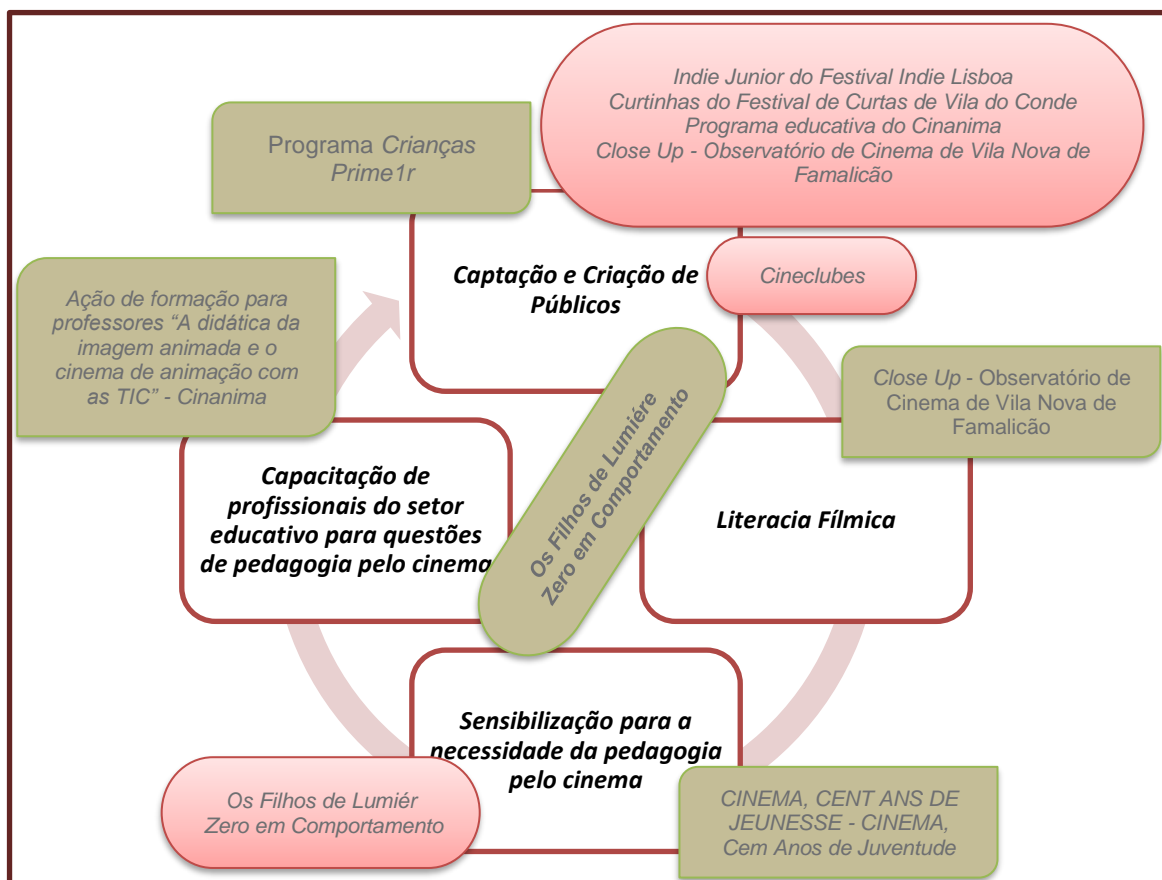 Indie Junior do Festival Indie Lisboa
Curtinhas do Festival de Curtas de Vila do Conde
Programa educativa do Cinanima
Close Up - Observatório de Cinema de Vila Nova de
Famalicão
Programa Crianças
Prime1r
Captação e Criação de
Públicos
Cineclubes
Ação de formação para
professores “A didática da
imagem animada e o
cinema de animação com
as TIC” - Cinanima
Close Up - Observatório de
Cinema de Vila Nova de
Famalicão
Os Filhos de Lumiére
Zero em Comportamento
Capacitação de
profissionais do setor
educativo para questões
de pedagogia pelo cinema
Literacia Fílmica
Sensibilização para a
necessidade da pedagogia
pelo cinema
Os Filhos de Lumiér
Zero em Comportamento
CINEMA, CENT ANS DE
JEUNESSE - CINEMA,
Cem Anos de Juventude